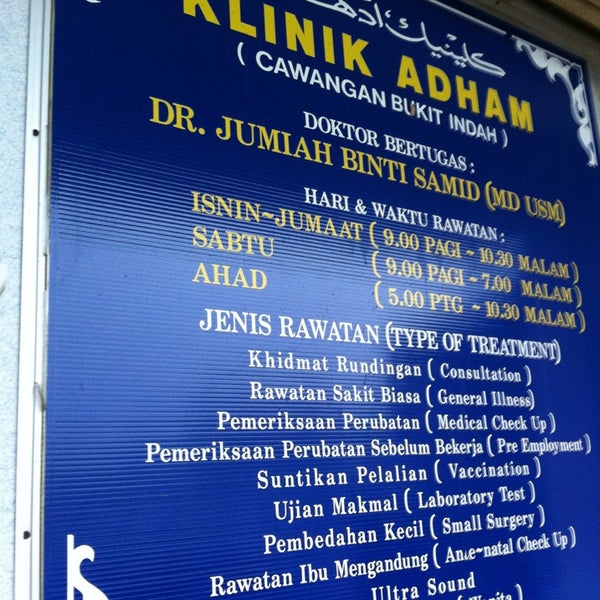 كلينيك ادهم
KLINIK ADHAM
( CAWANGAN BUKIT INDAH )
DOKTOR BERTUGAS :
DR. JUMIAH BINTI SAMID (MD USM)
HARI & WAKTU RAWATAN :
ISNIN~JUMAAT ( 9.00 PAGI ~ 10.30 MALAM )
SABTU ( 9.00 PAGI ~ 7.00 MALAM )
AHAD ( 5.00 PTG ~ 10.30 MALAM )
JENIS RAWATAN (TYPE OF TREATMENT)
Khidmat Rundingan ( Consultation )
Rawatan Sakit Biasa ( General Illness)
Pemeriksaan Perubatan ( Medical Check Up )
Pemeriksaan Perubatan Sebelum Bekerja ( Pre Employment )
Suntikan Pelalian ( Vaccination )
Ujian Makmal ( Laboratory Test )
Pembedahan Kecil ( Small Surgery )
Rawatan Ibu Mengandung ( Ante-natal Check Up )
Ultra Sound